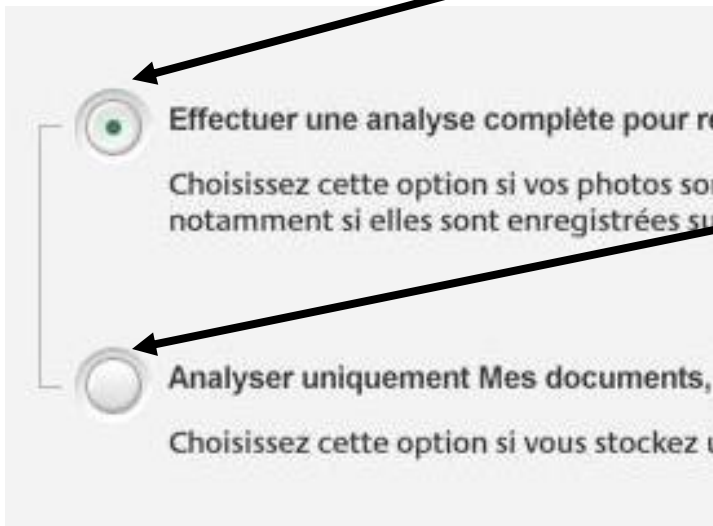 Effectuer une analyse complète pour
Choisissez cette option si vos photos
notamment si elles sont enregistrées
Analyser uniquement Mes documents,
Choisissez cette option si vous stockez